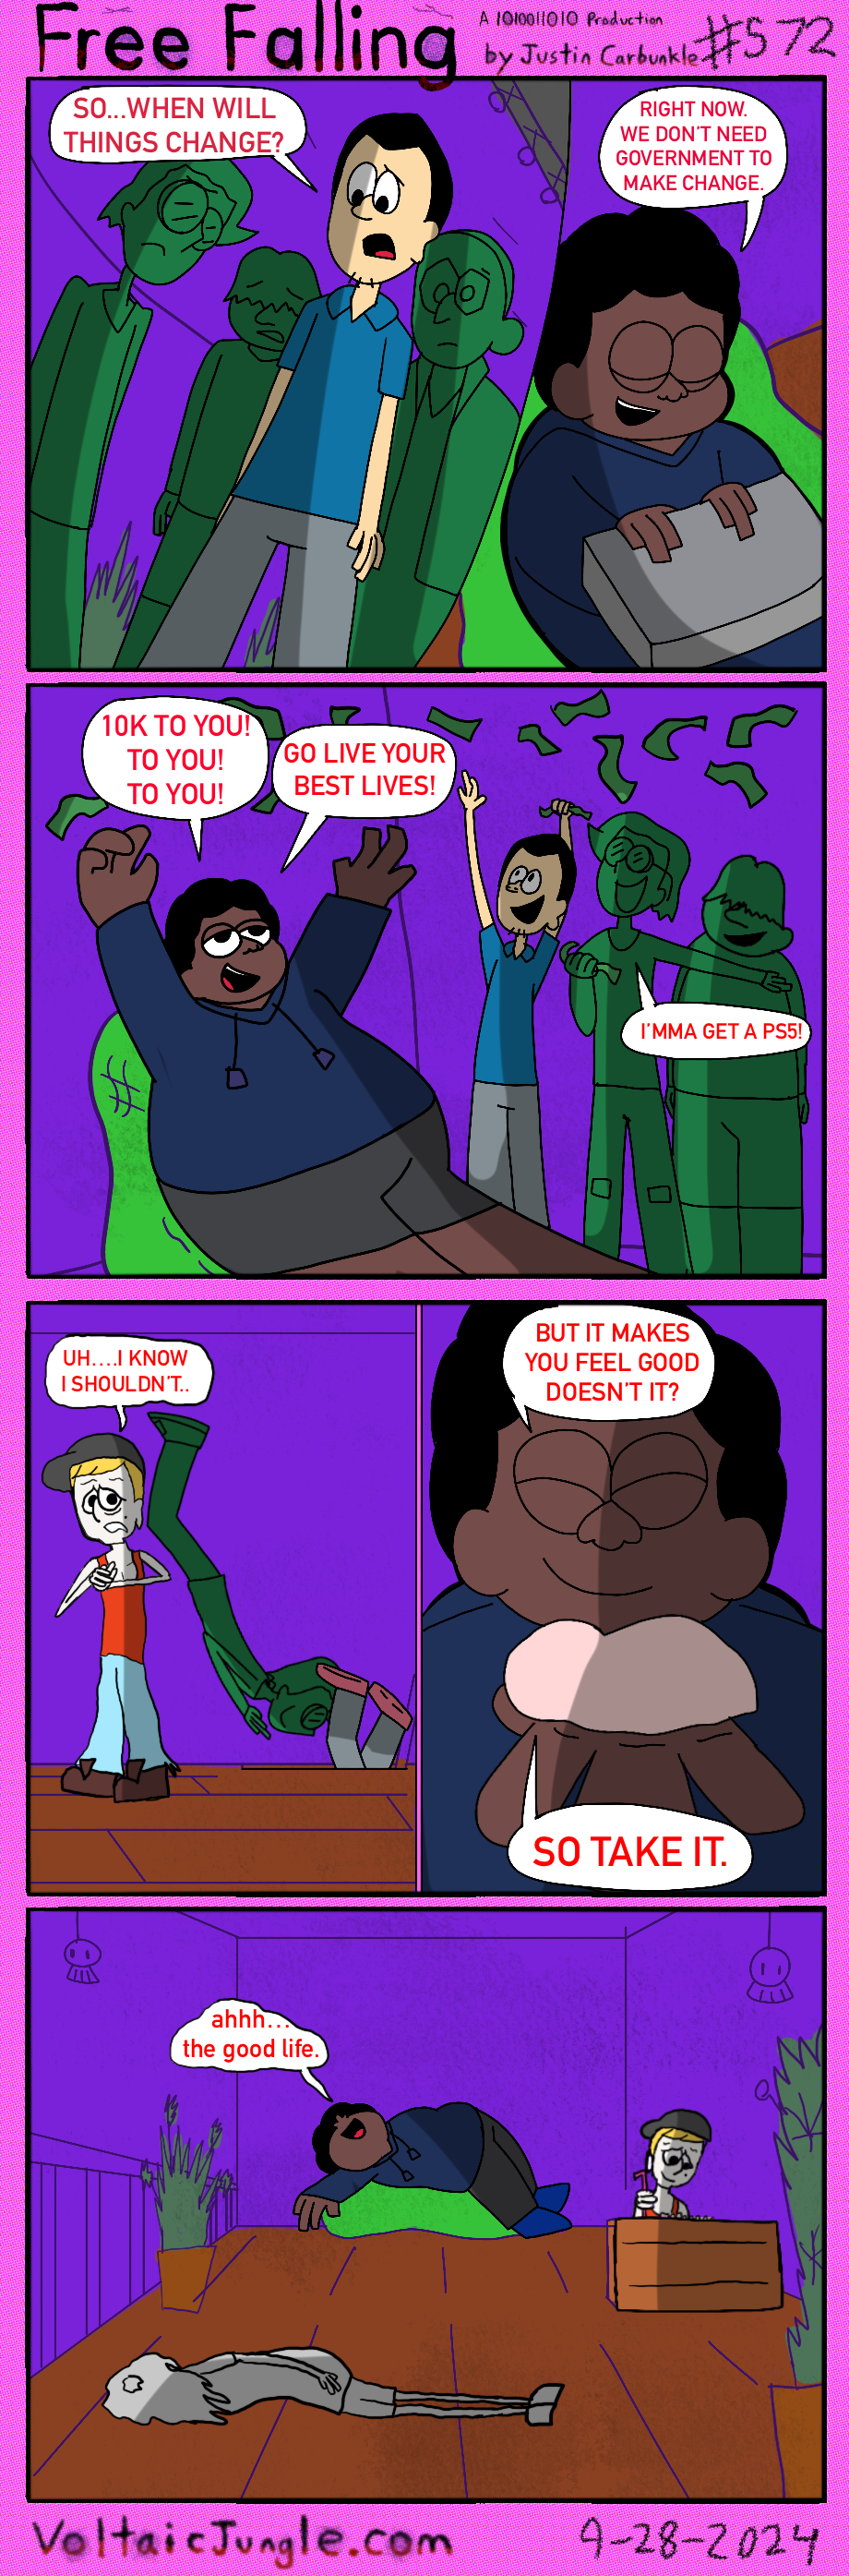 Free Falling
A 1010011010 Production
by Justin Carbunkle
#572
SO...WHEN WILL
THINGS CHANGE?
RIGHT NOW.
WE DON'T NEED
GOVERNMENT TO
MAKE CHANGE.
10K TO YOU!
TO YOU!
TO YOU!
GO LIVE YOUR
BEST LIVES!
I'MMA GET A PS5!
UH....I KNOW
I SHOULDN'T..
BUT IT MAKES
YOU FEEL GOOD
DOESN'T IT?
SO TAKE IT.
ahhh...
the good life.
VoltaicJungle.com
9-28-2024